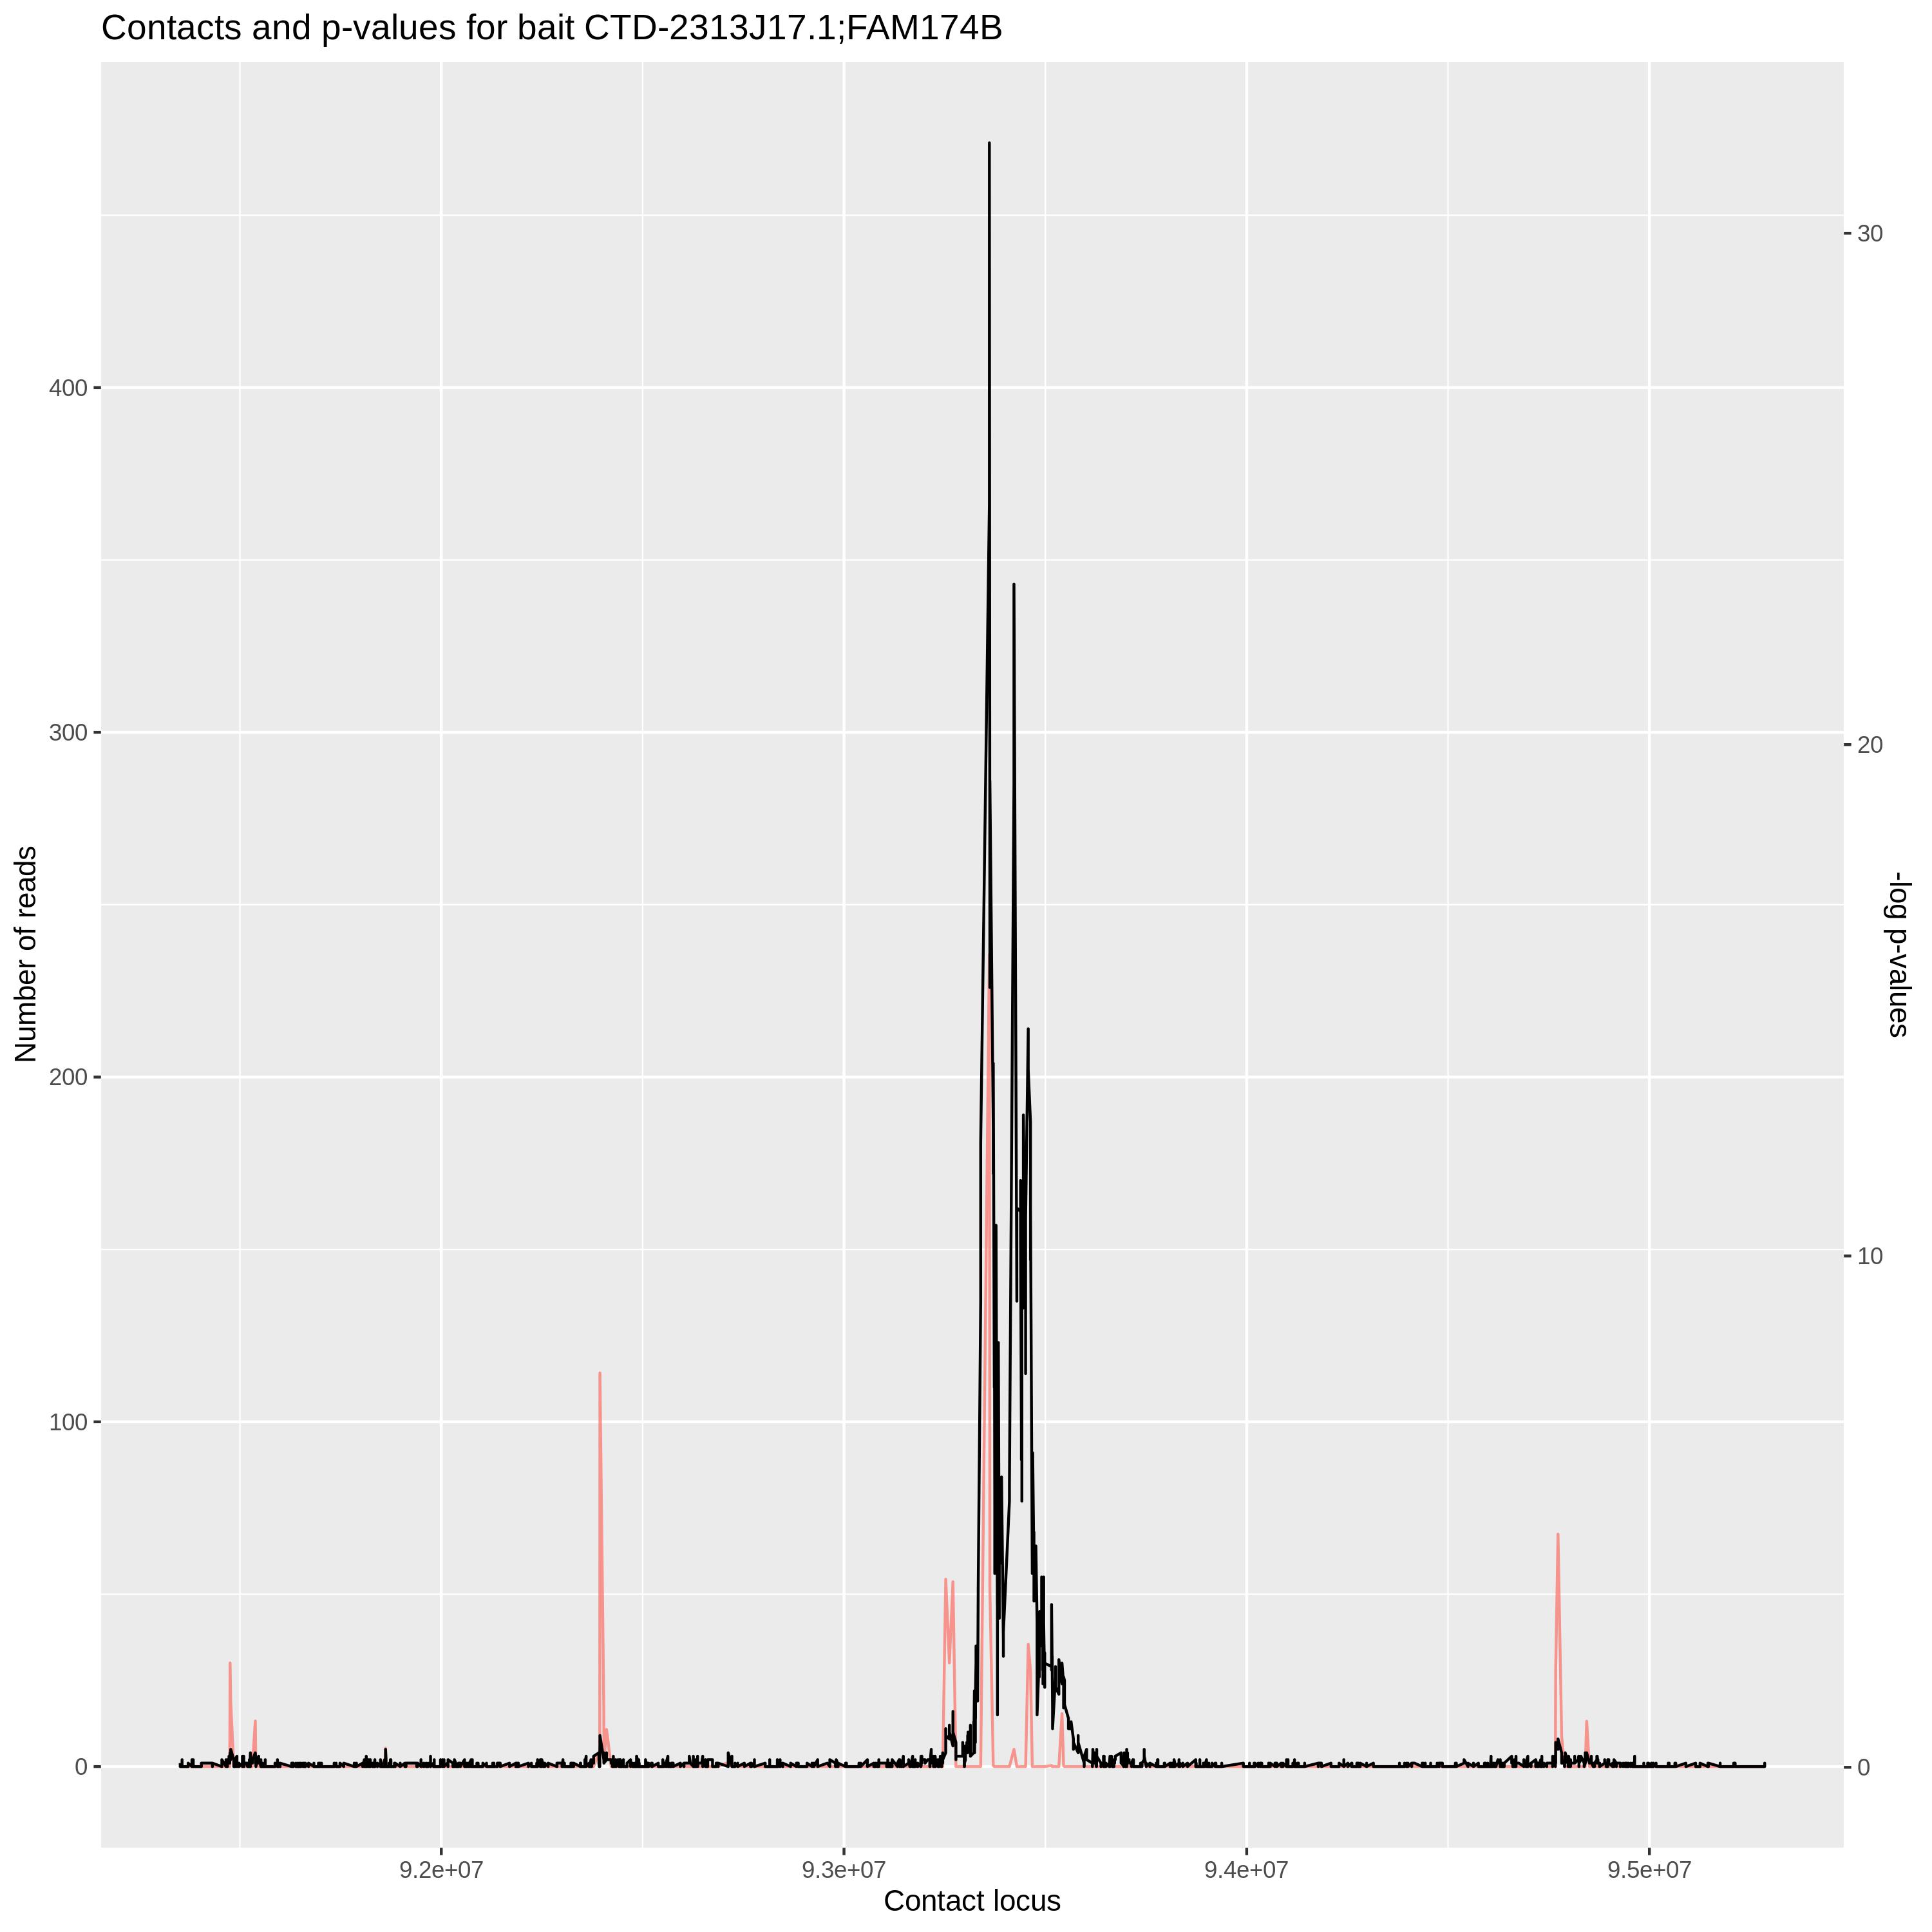 Contacts and p-values for bait CTD-2313J17.1;FAM174B
Number of reads
400
300
200
100
0
30
20
10
0
-log p-values
9.2e+07
9.3e+07
9.4e+07
9.5e+07
Contact locus